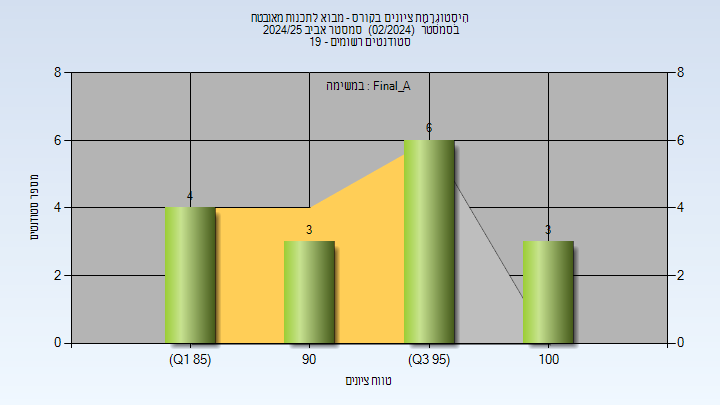 היסטוגרמת ציונים בקורס - מבוא לתכנות מאובטח
בסמסטר (02/2024) סמסטר אביב 2024/25
סטודנטים רשומים - 19
במשימה : Final_A
8
6
4
2
0
8
6
4
2
0
מספר סטודנטים
4
3
6
3
(Q1 85)
90
(Q3 95)
100
טווח ציונים